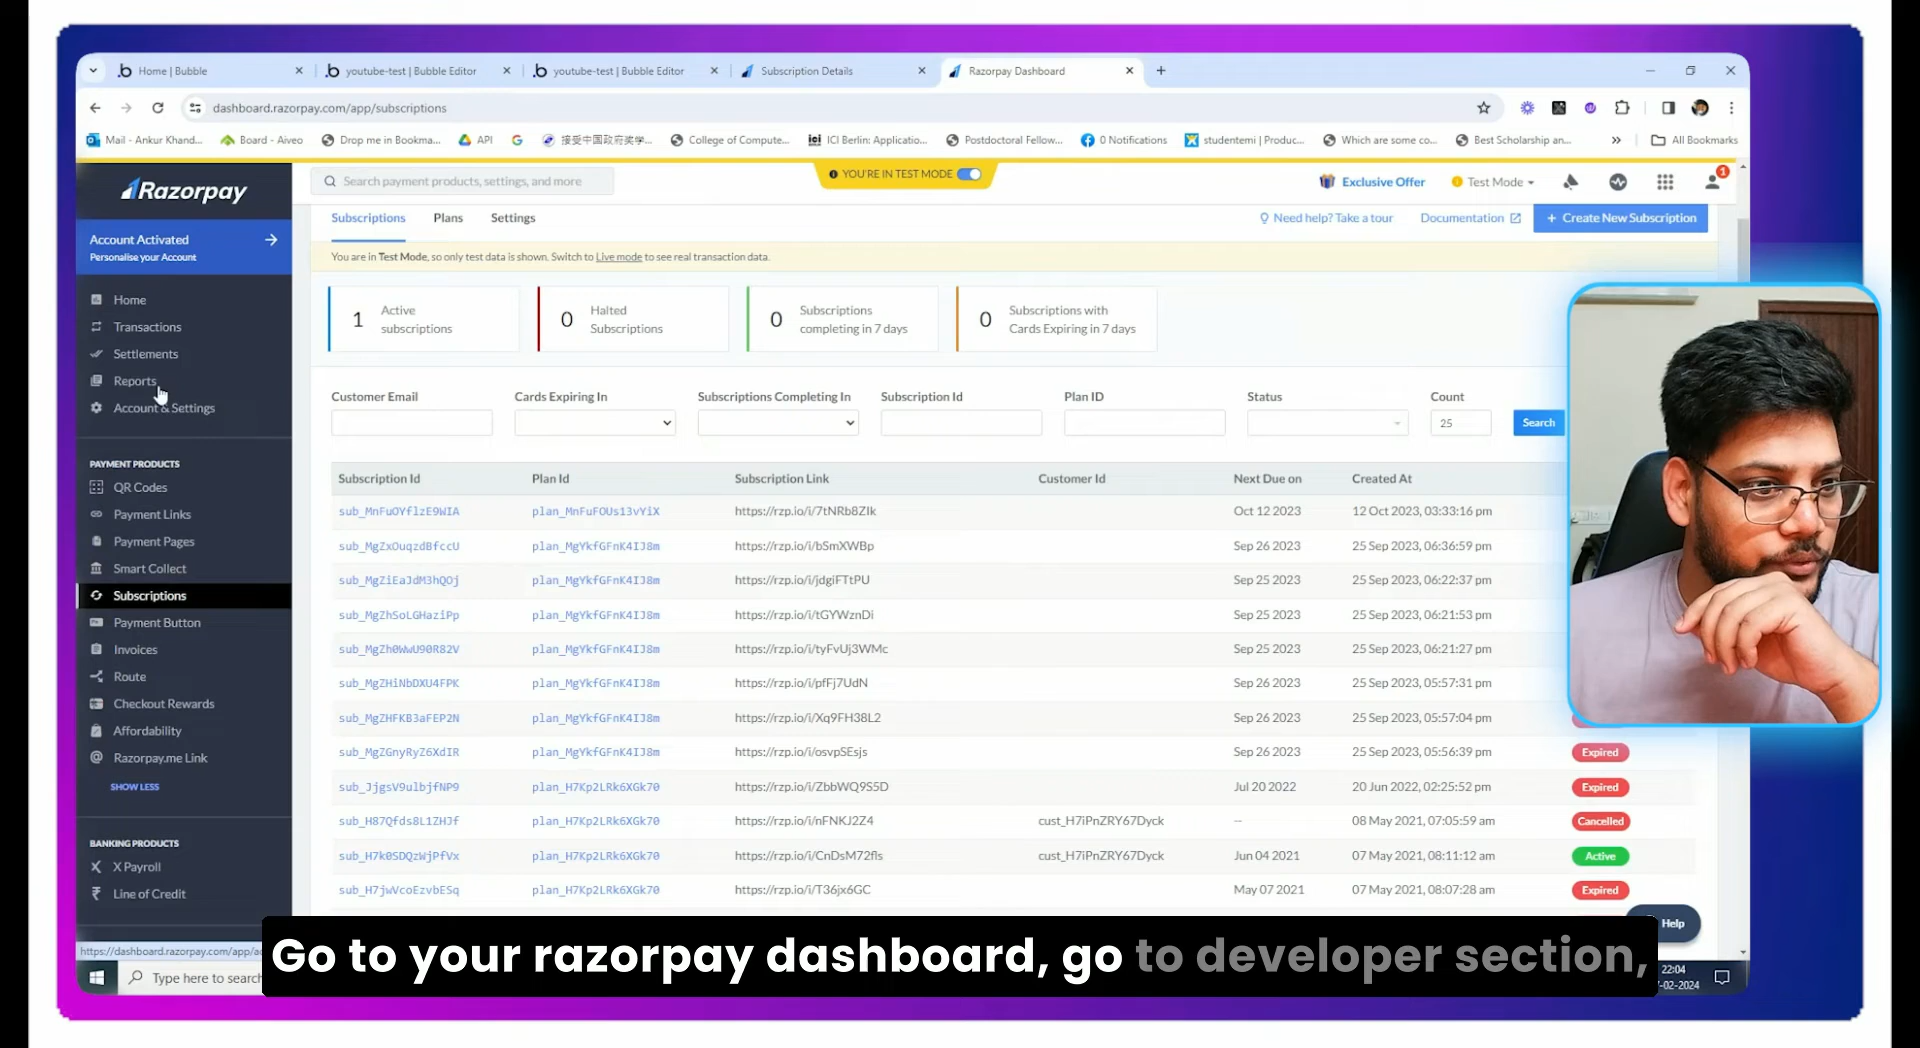 Home | Bubble
youtube-test | Bubble Editor
youtube-test | Bubble Editor
Subscription Details
Razorpay Dashboard
dashboard.razorpay.com/app/subscriptions
Mail - Ankur Khand...
Board - Aiveo
Drop me in Bookma...
API
接受中国政府奖学...
College of Compute...
ici ICI Berlin: Applicatio...
Postdoctoral Fellow...
0 Notifications
studentemi | Produc...
Which are some co...
Best Scholarship an...
»
All Bookmarks
Razorpay
Search payment products, settings, and more
YOU'RE IN TEST MODE
Exclusive Offer
Test Mode
1
Account Activated
Personalise your Account
Subscriptions Plans Settings
Need help? Take a tour
Documentation
+ Create New Subscription
You are in Test Mode, so only test data is shown. Switch to Live mode to see real transaction data.
Home
Transactions
Settlements
Reports
Account & Settings
PAYMENT PRODUCTS
QR Codes
Payment Links
Payment Pages
Smart Collect
Subscriptions
Payment Button
Invoices
Route
Checkout Rewards
Affordability
Razorpay.me Link
SHOW LESS
BANKING PRODUCTS
X Payroll
Line of Credit
1 Active subscriptions
0 Halted Subscriptions
0 Subscriptions completing in 7 days
0 Subscriptions with Cards Expiring in 7 days
Customer Email Cards Expiring In Subscriptions Completing In Subscription Id Plan ID Status Count
25 Search
Subscription Id Plan Id Subscription Link Customer Id Next Due on Created At
sub_MnFuOYflzE9WIA plan_MnFuFOUs13vYiX https://rzp.io/i/7tNRb8Zlk Oct 12 2023 12 Oct 2023, 03:33:16 pm
sub_MgZxOuqzdBfccU plan_MgYkfGFnK4IJ8m https://rzp.io/i/bSmXWBp Sep 26 2023 25 Sep 2023, 06:36:59 pm
sub_MgZiEaJdM3hQOj plan_MgYkfGFnK4IJ8m https://rzp.io/i/jdgiFTtPU Sep 25 2023 25 Sep 2023, 06:22:37 pm
sub_MgZhSoLGHaziPp plan_MgYkfGFnK4IJ8m https://rzp.io/i/tGYWznDi Sep 25 2023 25 Sep 2023, 06:21:53 pm
sub_MgZh0WwU90R82V plan_MgYkfGFnK4IJ8m https://rzp.io/i/tyFvUj3WMc Sep 25 2023 25 Sep 2023, 06:21:27 pm
sub_MgZHiNbDXU4FPK plan_MgYkfGFnK4IJ8m https://rzp.io/i/pfFj7UdN Sep 26 2023 25 Sep 2023, 05:57:31 pm
sub_MgZHFKB3aFEP2N plan_MgYkfGFnK4IJ8m https://rzp.io/i/Xq9FH38L2 Sep 26 2023 25 Sep 2023, 05:57:04 pm
sub_MgZGnyRyZ6XdIR plan_MgYkfGFnK4IJ8m https://rzp.io/i/osvpSEsjs Sep 26 2023 25 Sep 2023, 05:56:39 pm Expired
sub_JjgsV9ulbjfNP9 plan_H7Kp2LRk6XGk70 https://rzp.io/i/ZbbWQ9S5D Jul 20 2022 20 Jun 2022, 02:25:52 pm Expired
sub_H87Qfds8L1ZHJf plan_H7Kp2LRk6XGk70 https://rzp.io/i/nFNKJ2Z4 cust_H7iPnZRY67Dyck -- 08 May 2021, 07:05:59 am Cancelled
sub_H7k0SDQzWjPfVx plan_H7Kp2LRk6XGk70 https://rzp.io/i/CnDsM72fls cust_H7iPnZRY67Dyck Jun 04 2021 07 May 2021, 08:11:12 am Active
sub_H7jwVcoEzvbESq plan_H7Kp2LRk6XGk70 https://rzp.io/i/T36jx6GC May 07 2021 07 May 2021, 08:07:28 am Expired
Help
https://dashboard.razorpay.com/app/
Type here to search
Go to your razorpay dashboard, go to developer section,
22:04
-02-2024